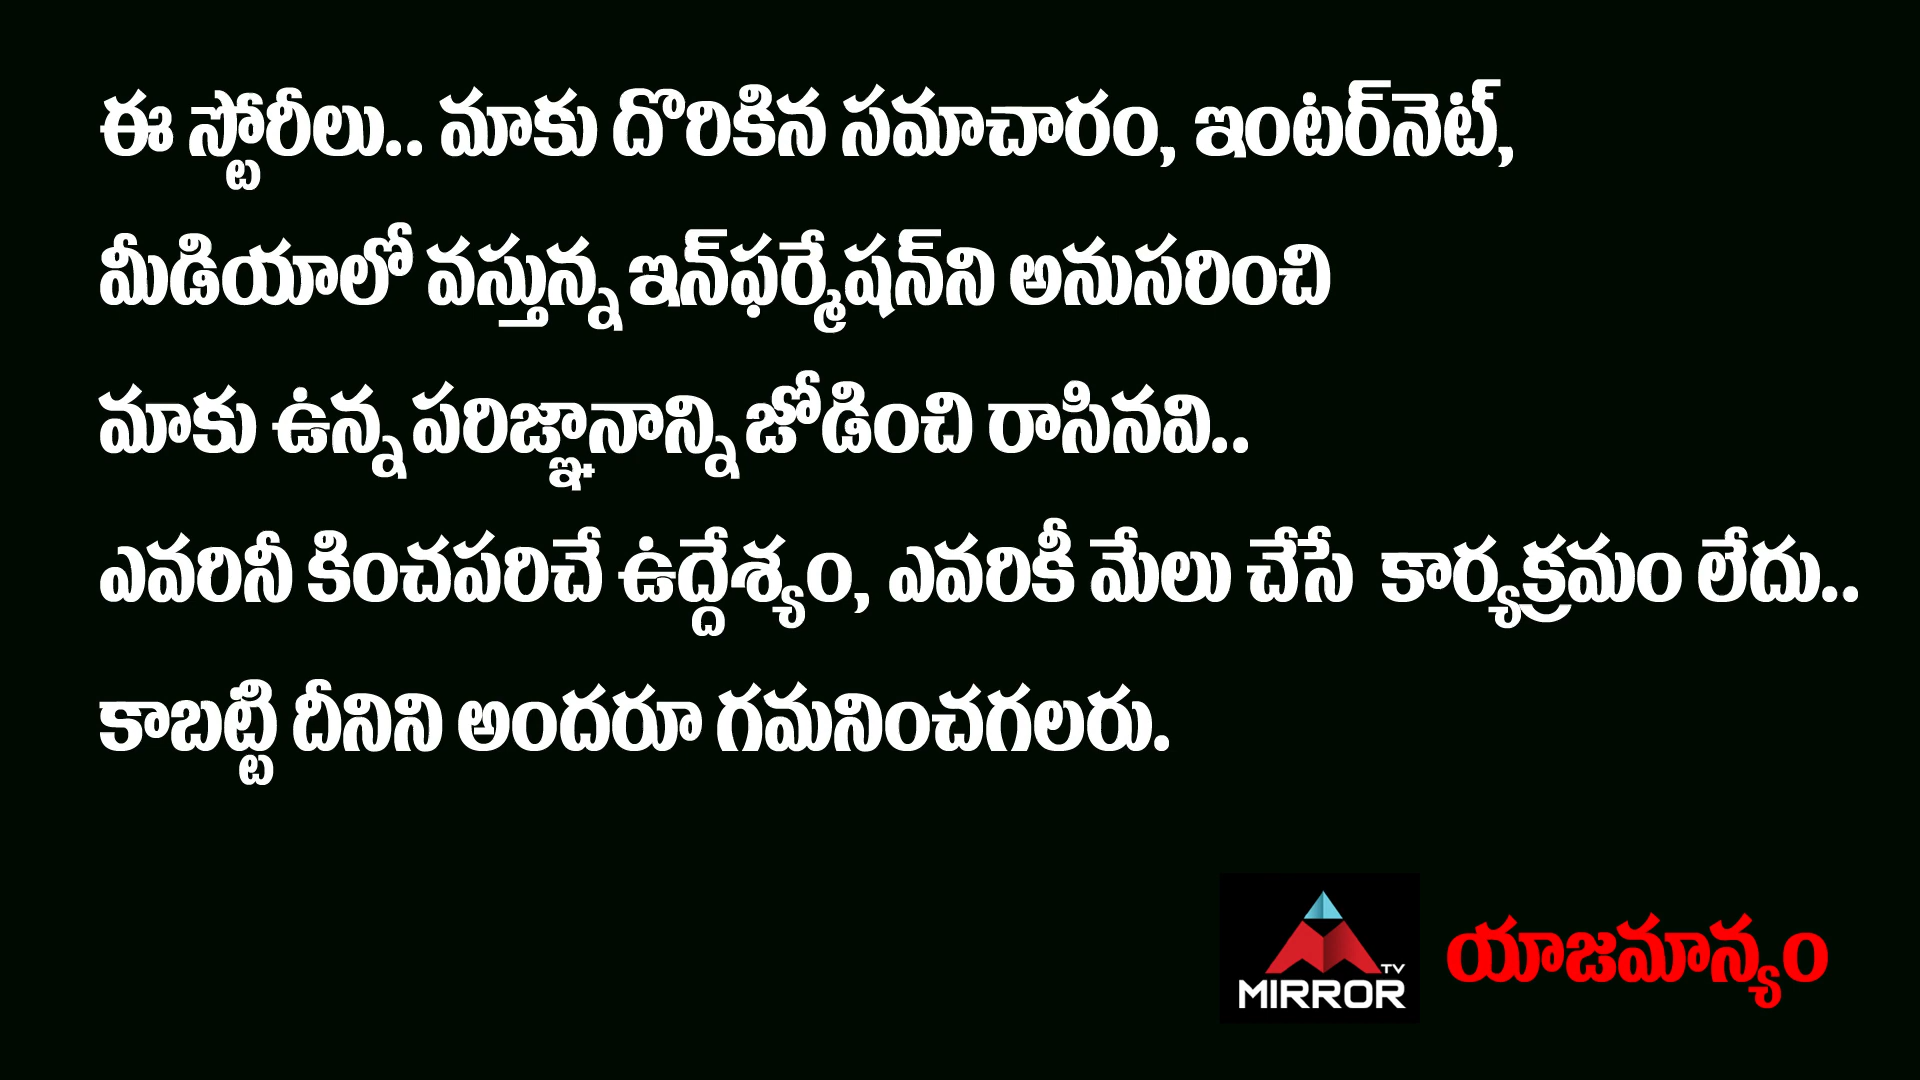 ఈ స్టోరీలు.. మాకు దొరికిన సమాచారం, ఇంటర్‌నెట్,
మీడియాలో వస్తున్న ఇన్‌ఫర్మేషన్‌ని అనుసరించి
మాకు ఉన్న పరిజ్ఞానాన్ని జోడించి రాసినవి..
ఎవరినీ కించపరిచే ఉద్దేశ్యం, ఎవరికీ మేలు చేసే కార్యక్రమం లేదు..
కాబట్టి దీనిని అందరూ గమనించగలరు.
MIRROR TV యాజమాన్యం